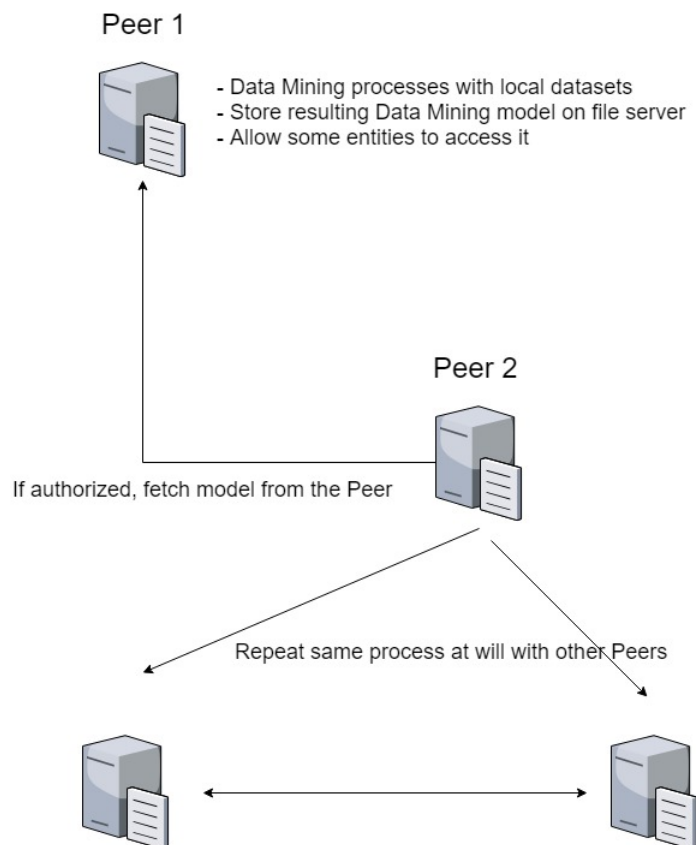 Peer 1
- Data Mining processes with local datasets
- Store resulting Data Mining model on file server
- Allow some entities to access it
Peer 2
If authorized, fetch model from the Peer
Repeat same process at will with other Peers